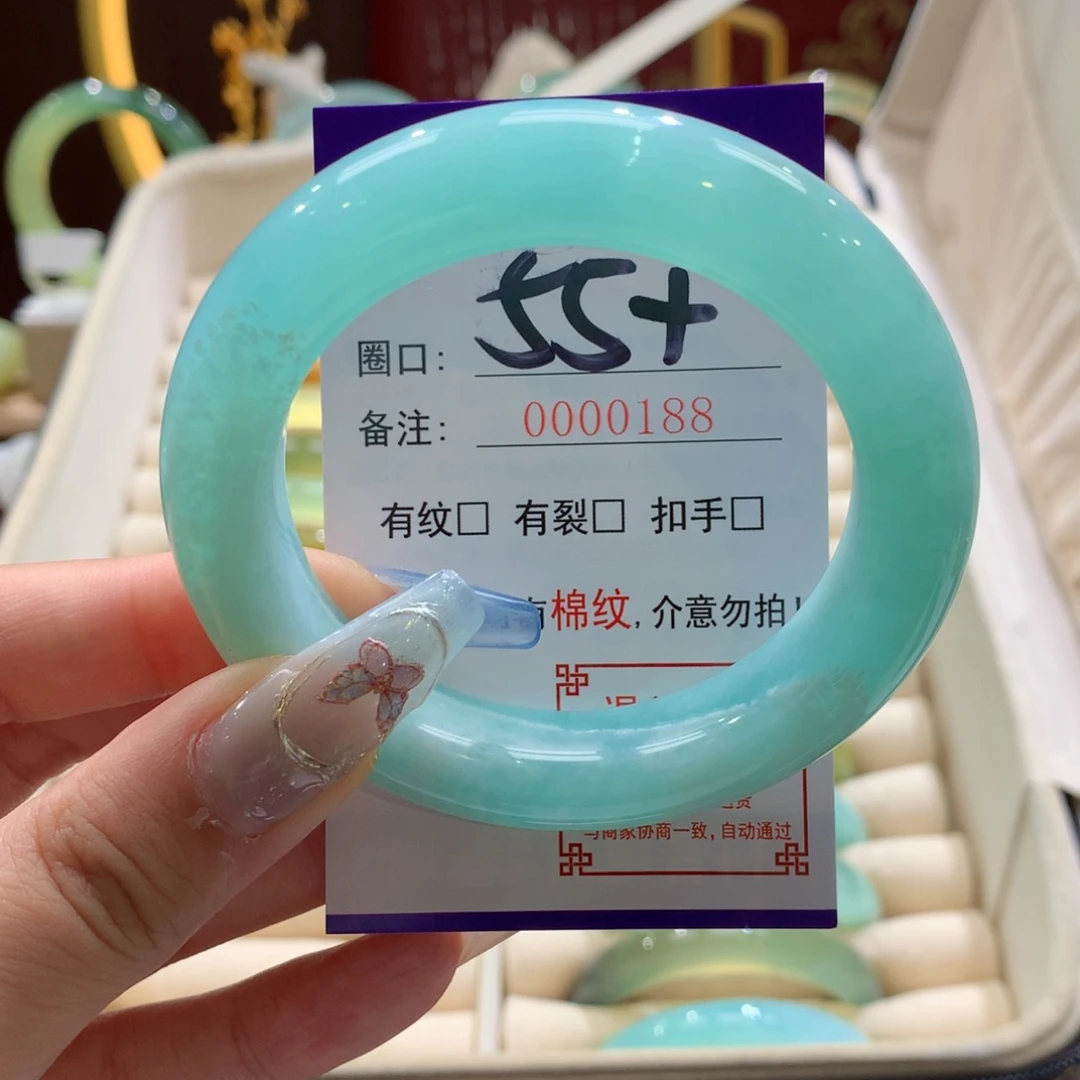 圈口: 55+
备注: 0000188
有纹□ 有裂□ 扣手□
有棉纹, 介意勿拍!
与商家协商一致, 自动通过